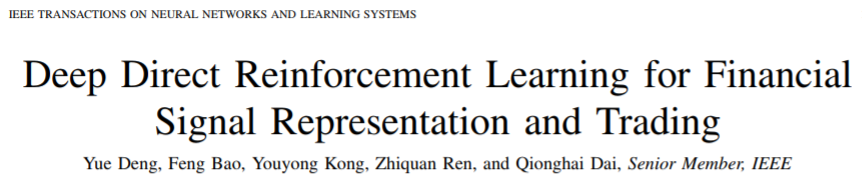 IEEE TRANSACTIONS ON NEURAL NETWORKS AND LEARNING SYSTEMS
Deep Direct Reinforcement Learning for Financial
Signal Representation and Trading
Yue Deng, Feng Bao, Youyong Kong, Zhiquan Ren, and Qionghai Dai, Senior Member, IEEE